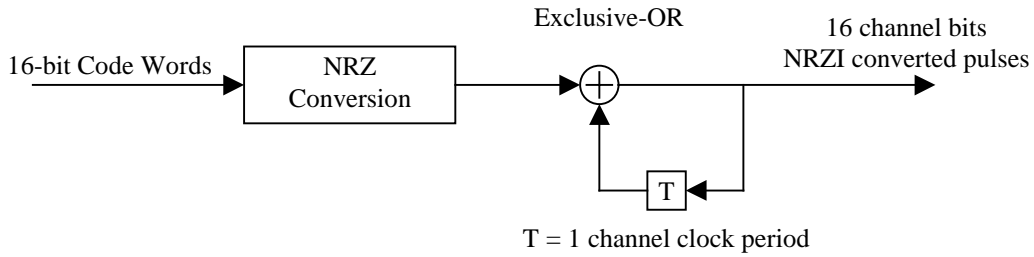 Exclusive-OR
16 channel bits
NRZI converted pulses
16-bit Code Words
NRZ
Conversion
T
T = 1 channel clock period